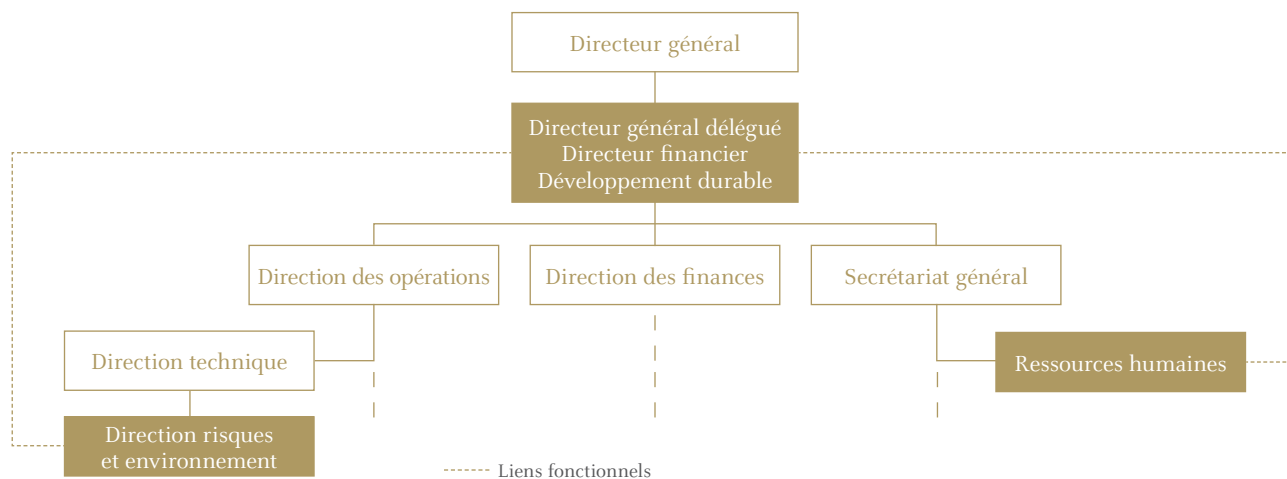 Directeur général
Directeur général délégué
Directeur financier
Développement durable
Direction des opérations
Direction des finances
Secrétariat général
Direction technique
Ressources humaines
Direction risques
et environnement
Liens fonctionnels